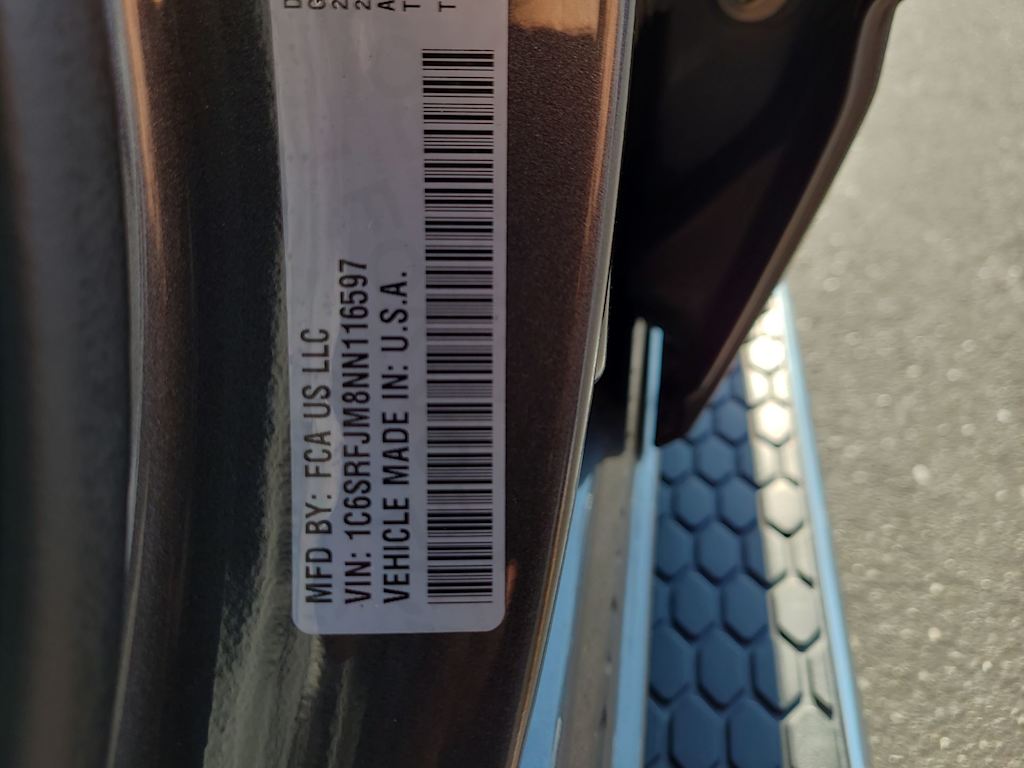 MFD BY: FCA US LLC
VIN: 1C6SRFJM8NN116597
VEHICLE MADE IN: U.S.A.